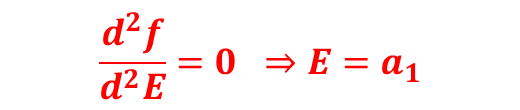 d²f/d²E = 0 ⇒ E = a₁